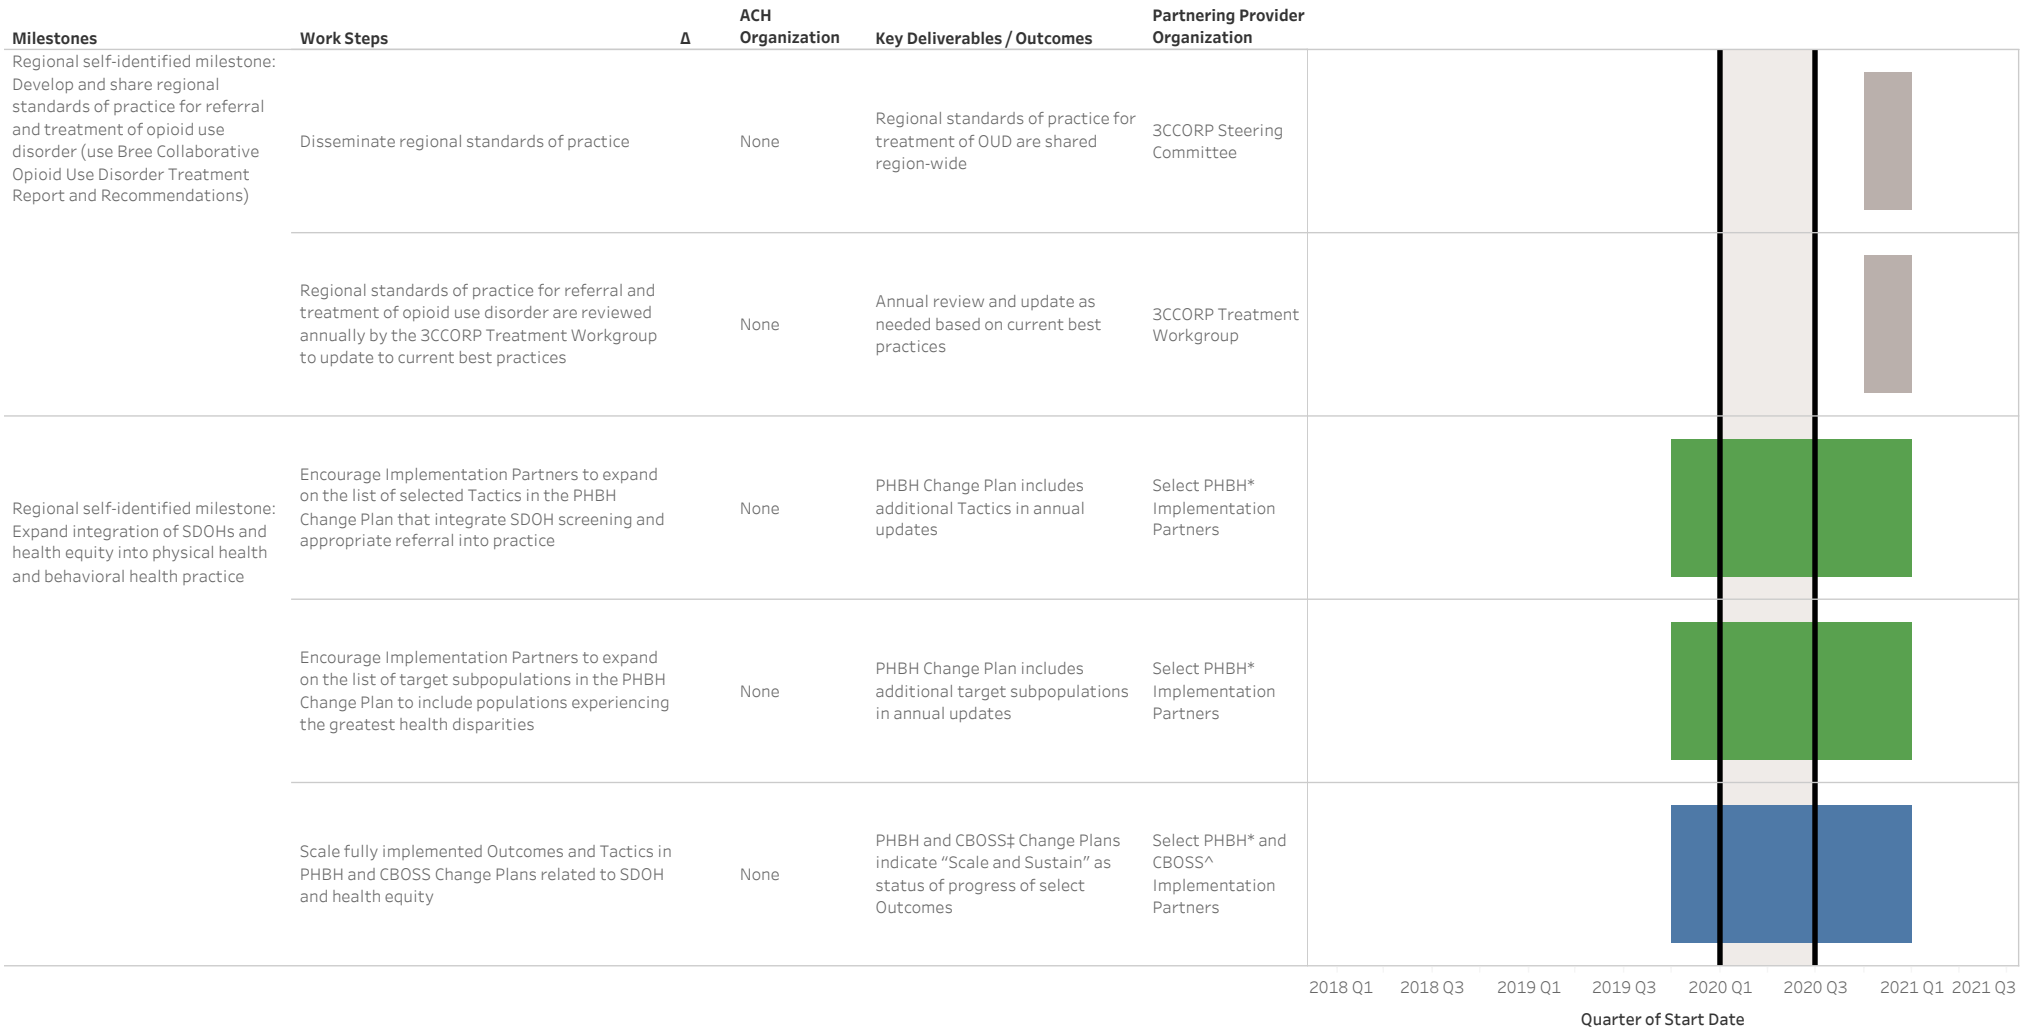 Milestones
Work Steps
Δ
ACH
Organization
Key Deliverables / Outcomes
Partnering Provider
Organization
Regional self-identified milestone:
Develop and share regional
standards of practice for referral
and treatment of opioid use
disorder (use Bree Collaborative
Opioid Use Disorder Treatment
Report and Recommendations)
Disseminate regional standards of practice
None
Regional standards of practice for
treatment of OUD are shared
region-wide
3CCORP Steering
Committee
Regional standards of practice for referral and
treatment of opioid use disorder are reviewed
annually by the 3CCORP Treatment Workgroup
to update to current best practices
None
Annual review and update as
needed based on current best
practices
3CCORP Treatment
Workgroup
Regional self-identified milestone:
Expand integration of SDOHs and
health equity into physical health
and behavioral health practice
Encourage Implementation Partners to expand
on the list of selected Tactics in the PHBH
Change Plan that integrate SDOH screening and
appropriate referral into practice
None
PHBH Change Plan includes
additional Tactics in annual
updates
Select PHBH*
Implementation
Partners
Encourage Implementation Partners to expand
on the list of target subpopulations in the PHBH
Change Plan to include populations experiencing
the greatest health disparities
None
PHBH Change Plan includes
additional target subpopulations
in annual updates
Select PHBH*
Implementation
Partners
Scale fully implemented Outcomes and Tactics in
PHBH and CBOSS Change Plans related to SDOH
and health equity
None
PHBH and CBOSS‡ Change Plans
indicate “Scale and Sustain” as
status of progress of select
Outcomes
Select PHBH* and
CBOSS^
Implementation
Partners
2018 Q1 2018 Q3 2019 Q1 2019 Q3 2020 Q1 2020 Q3 2021 Q1 2021 Q3
Quarter of Start Date